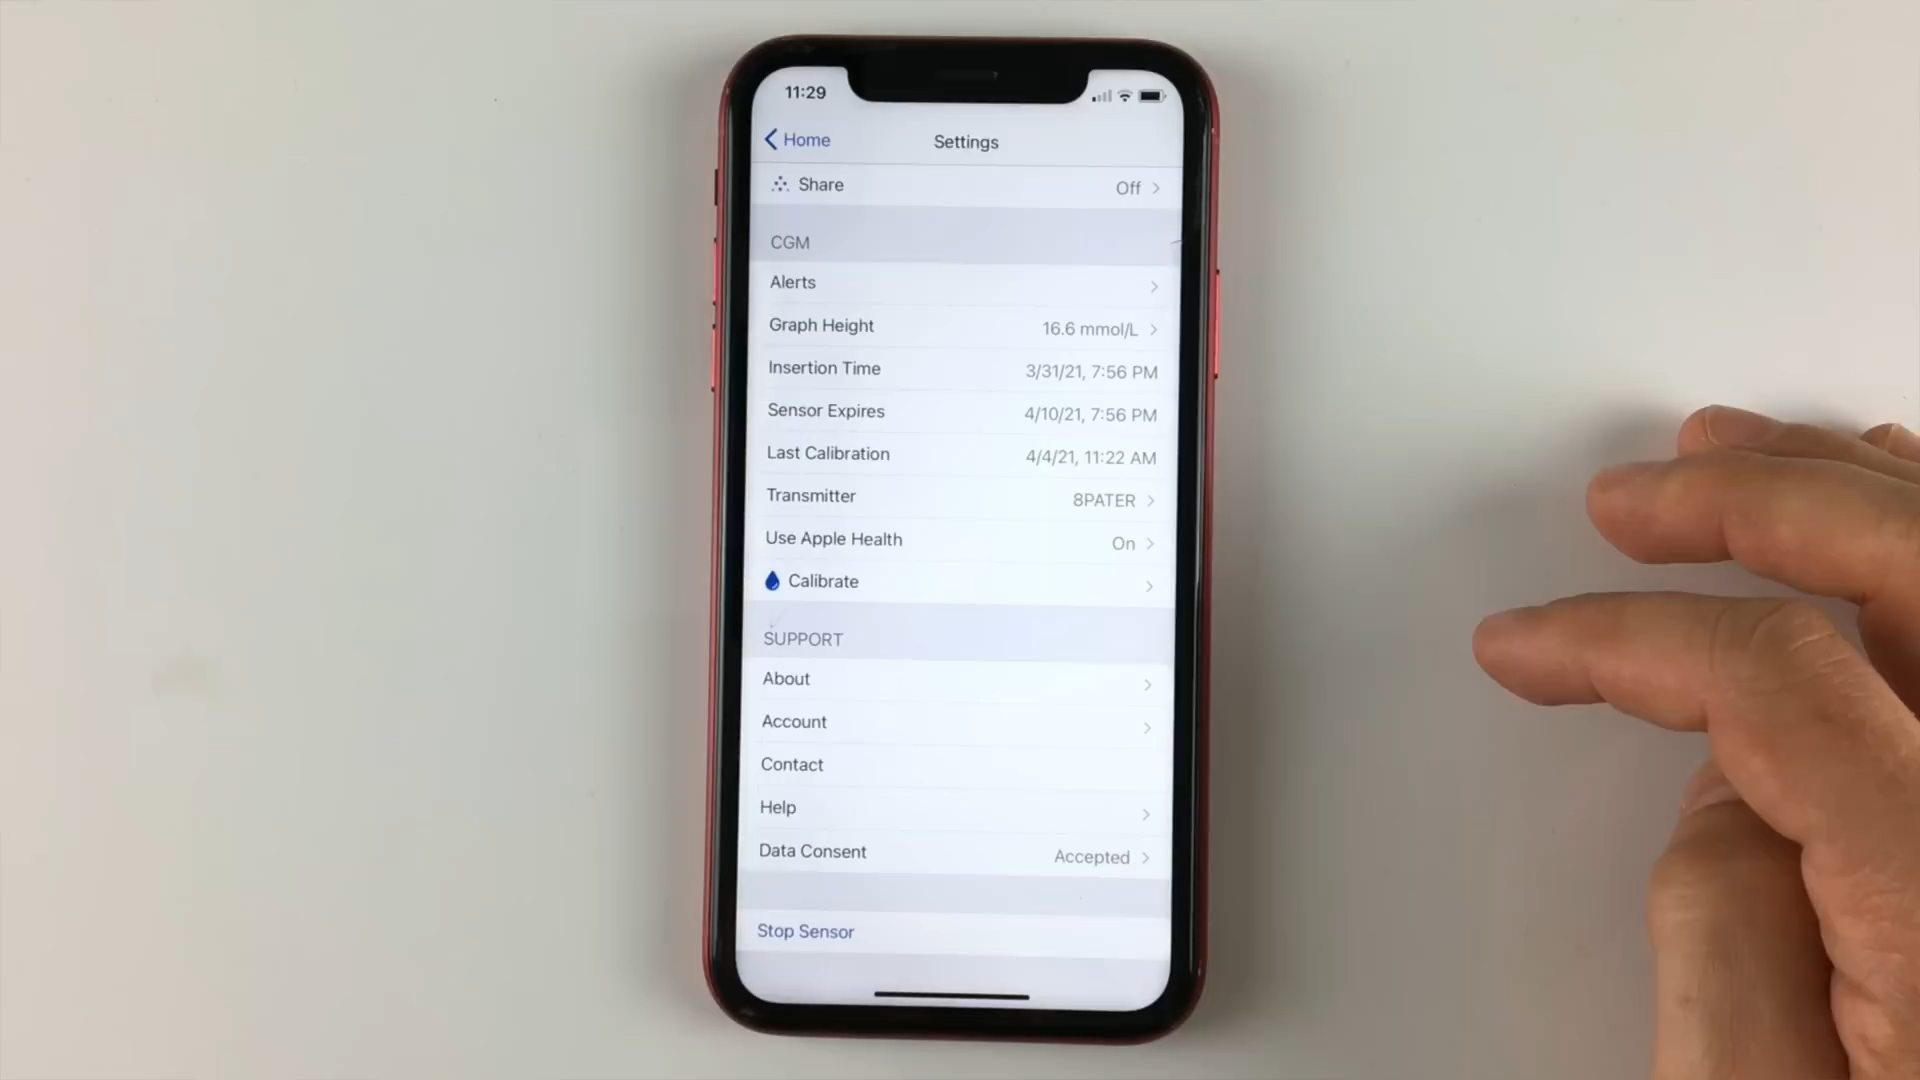 11:29
Home Settings
Share Off
CGM
Alerts
Graph Height 16.6 mmol/L
Insertion Time 3/31/21, 7:56 PM
Sensor Expires 4/10/21, 7:56 PM
Last Calibration 4/4/21, 11:22 AM
Transmitter 8PATER
Use Apple Health On
Calibrate
SUPPORT
About
Account
Contact
Help
Data Consent Accepted
Stop Sensor